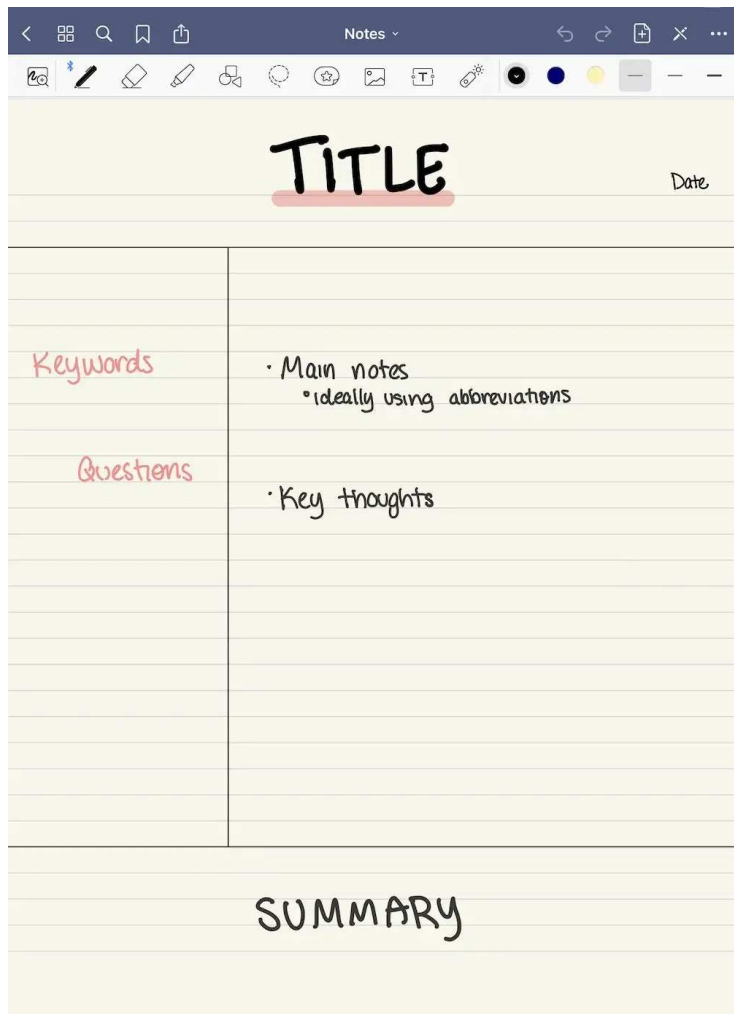 Notes
T
TITLE
Date
Keywords
• Main notes
• ideally using abbreviations
Questions
• Key thoughts
SUMMARY